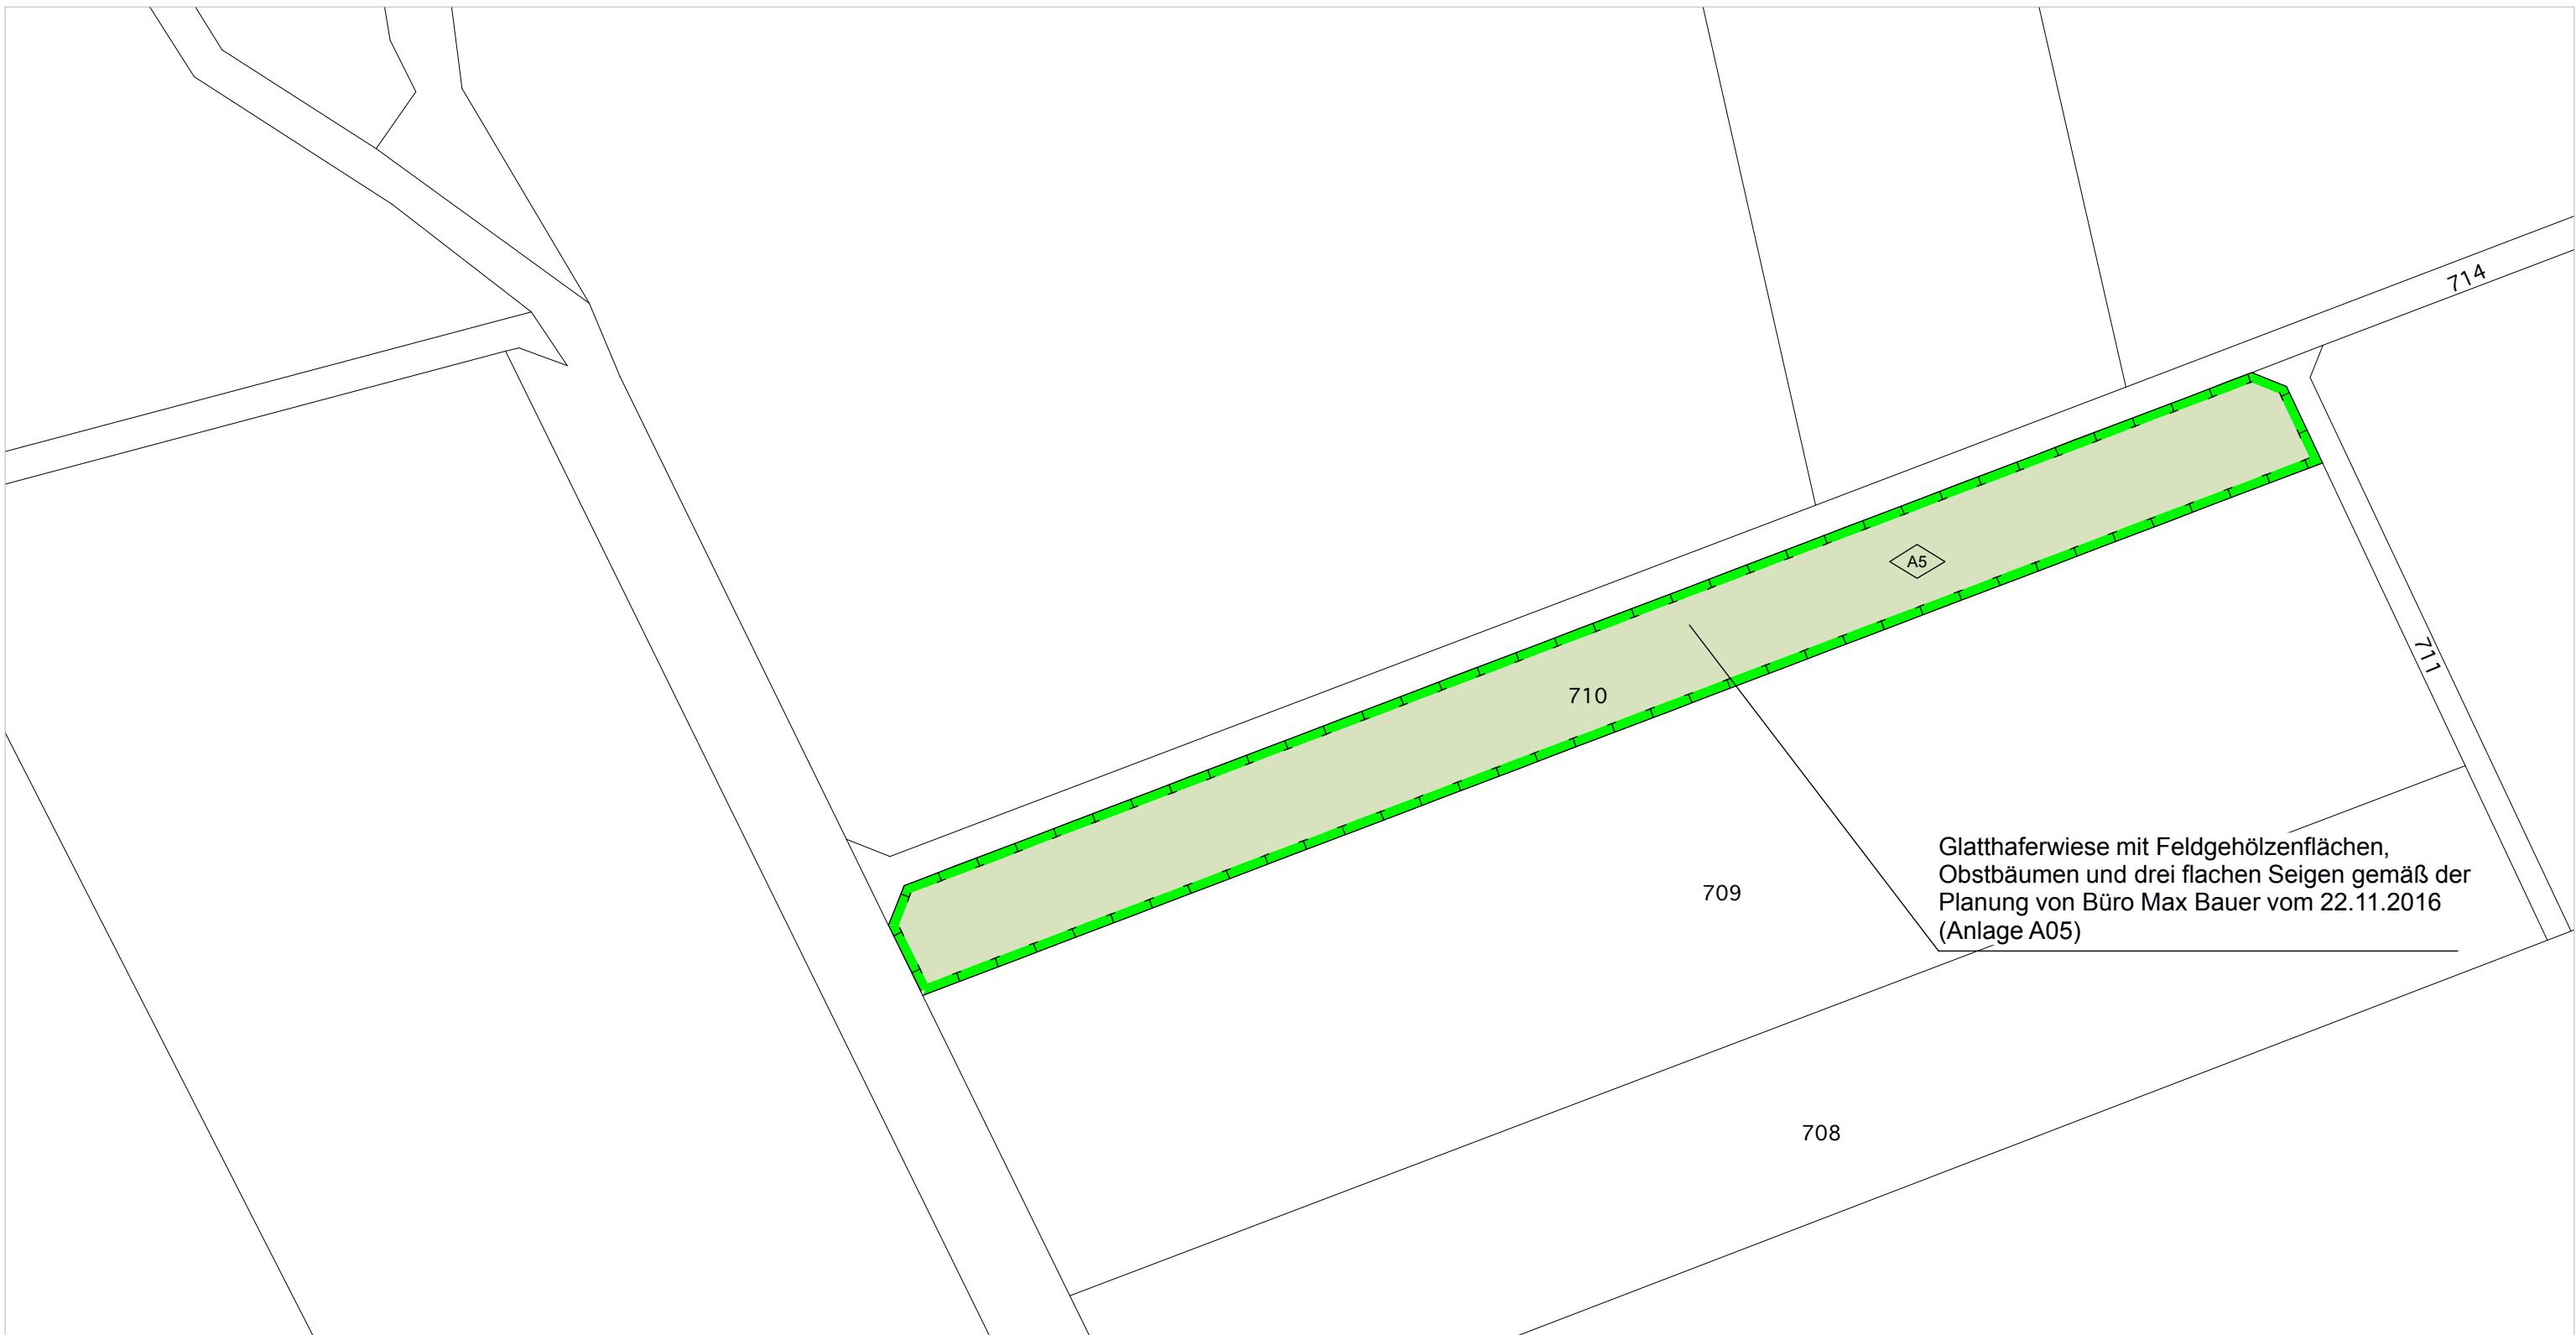 714
A5
711
710
Glatthaferwiese mit Feldgehölzenflächen,
Obstbäumen und drei flachen Seigen gemäß der
Planung von Büro Max Bauer vom 22.11.2016
(Anlage A05)
709
708